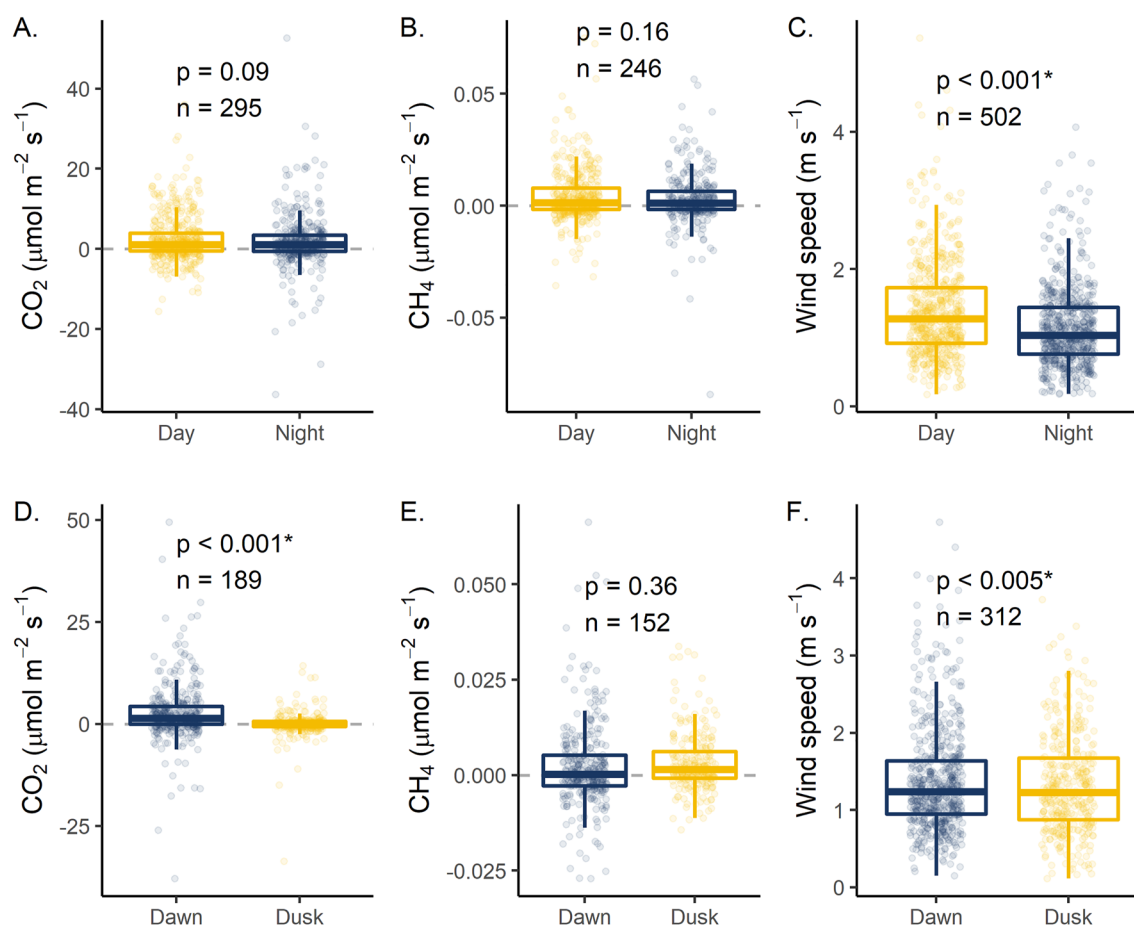 A.
p = 0.09
n = 295
CO₂ (μmol m⁻² s⁻¹)
40
20
0
-20
-40
Day Night
B.
p = 0.16
n = 246
CH₄ (μmol m⁻² s⁻¹)
0.05
0.00
-0.05
Day Night
C.
p < 0.001*
n = 502
Wind speed (m s⁻¹)
4
2
0
Day Night
D.
p < 0.001*
n = 189
CO₂ (μmol m⁻² s⁻¹)
50
25
0
-25
Dawn Dusk
E.
p = 0.36
n = 152
CH₄ (μmol m⁻² s⁻¹)
0.050
0.025
0.000
-0.025
Dawn Dusk
F.
p < 0.005*
n = 312
Wind speed (m s⁻¹)
4
3
2
1
0
Dawn Dusk